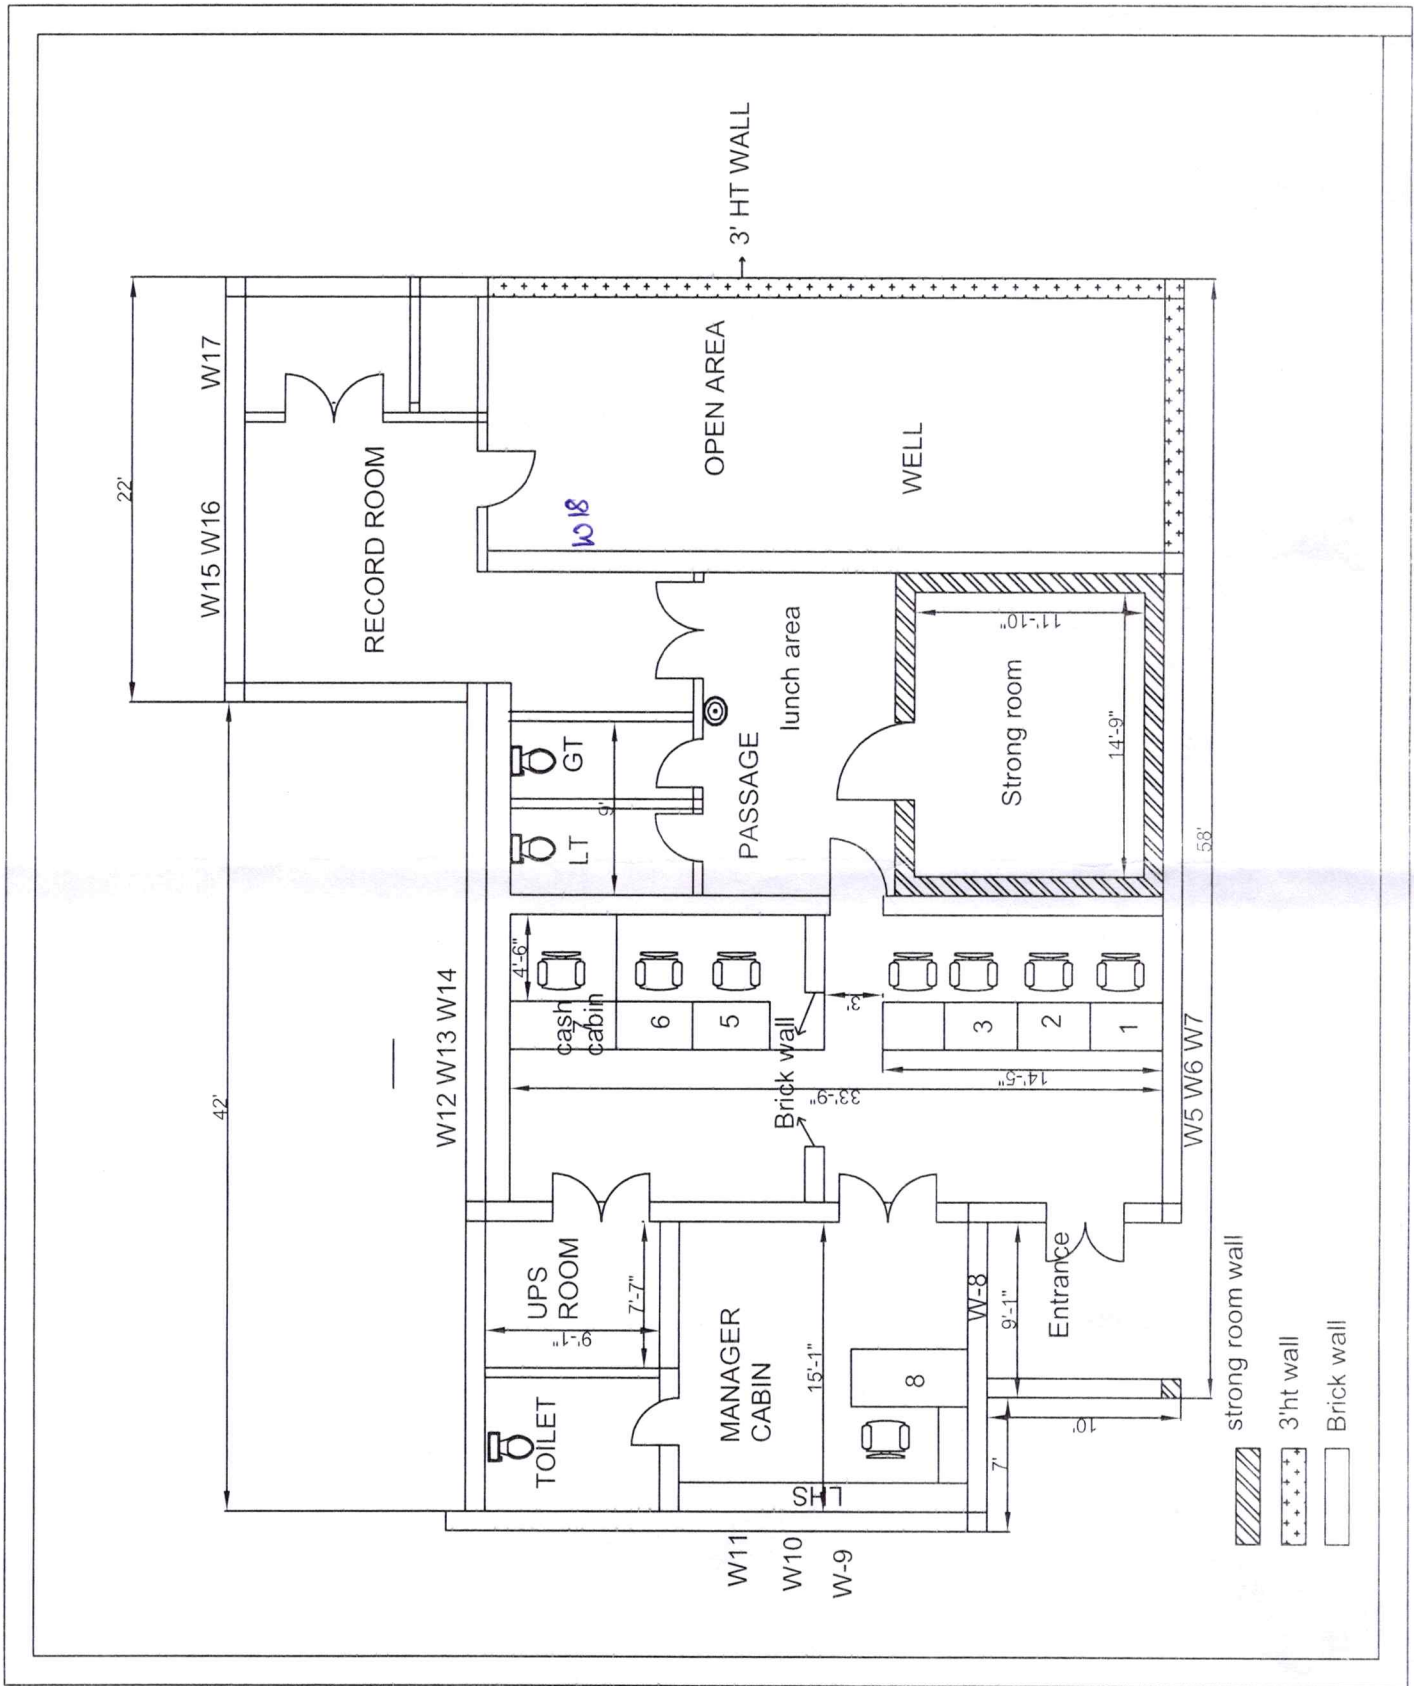 22'
W15 W16
W17
RECORD ROOM
42'
W12 W13 W14
W18
OPEN AREA
3' HT WALL
WELL
GT
LT
9'
PASSAGE
lunch area
Strong room
11'-10"
14'-9"
58'
4'-6"
cash
cabin
7
6
5
Brick wall
3'
3
2
1
14'-5"
33'-9"
W5 W6 W7
UPS
ROOM
7'-7"
9'-1"
TOILET
MANAGER
CABIN
15'-1"
8
LHS
W-8
9'-1"
Entrance
10'
7'
W11
W10
W-9
strong room wall
3'ht wall
Brick wall